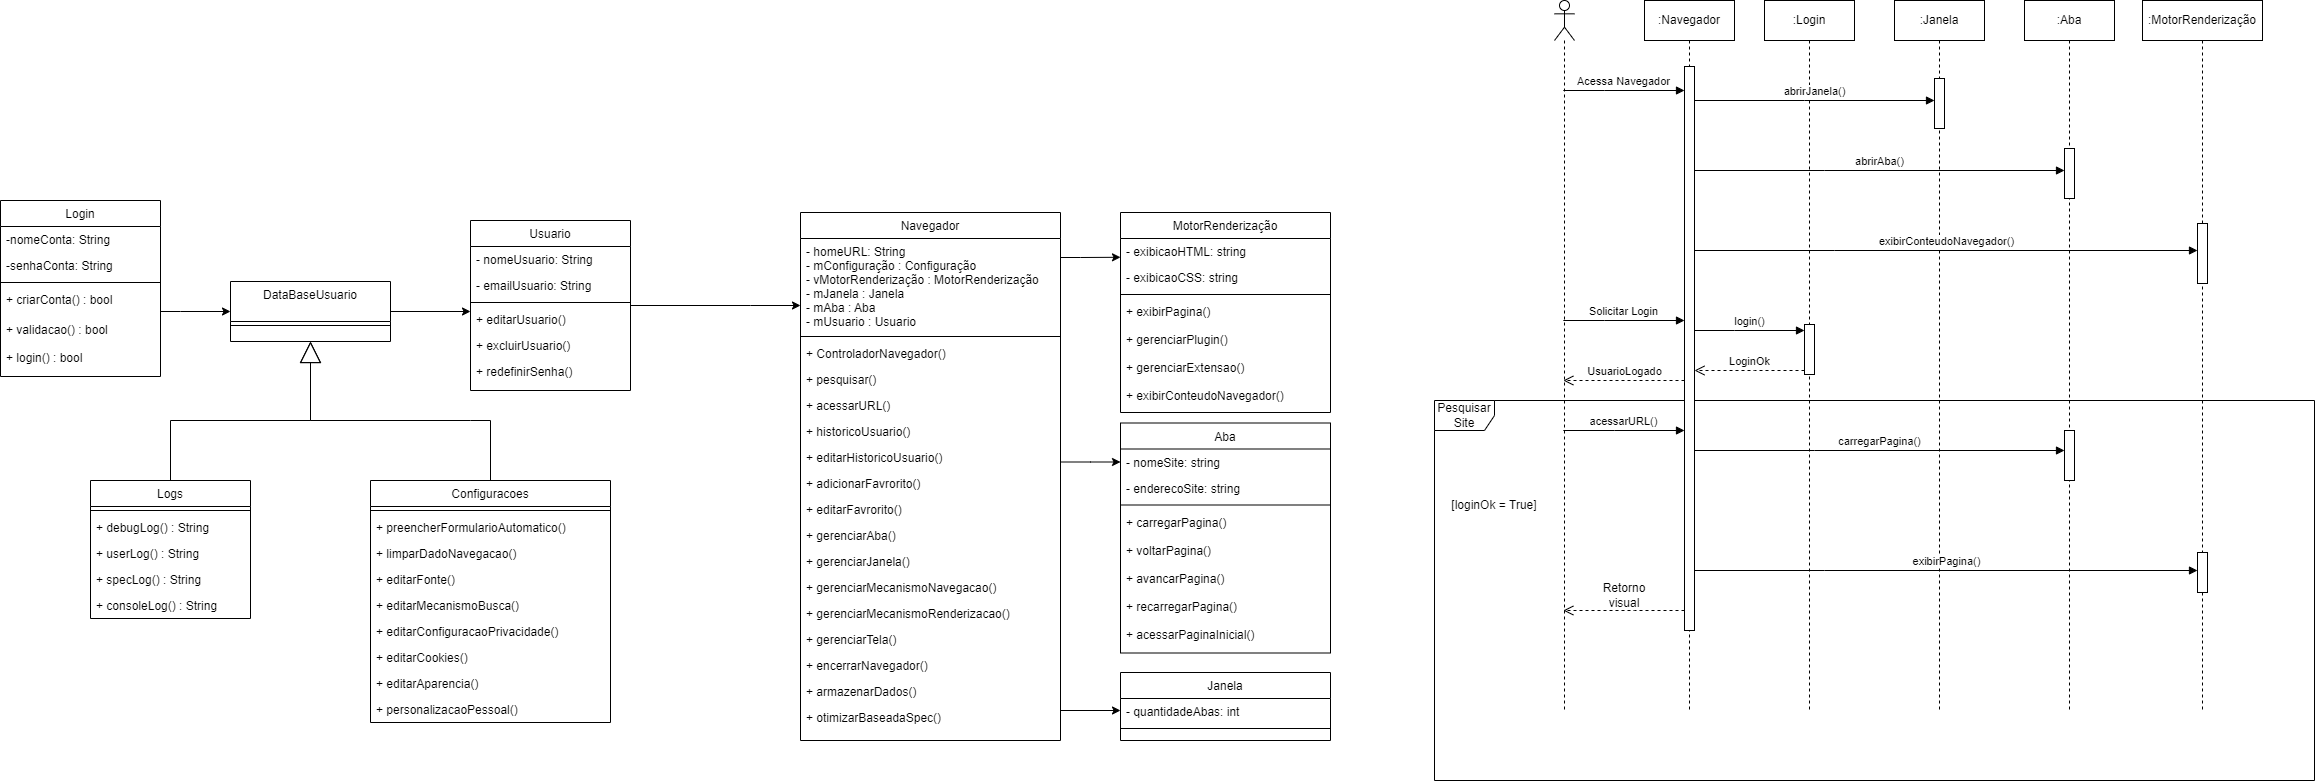 Login
-nomeConta: String
-senhaConta: String
+ criarConta() : bool
+ validacao() : bool
+ login() : bool
DataBaseUsuario
Usuario
- nomeUsuario: String
- emailUsuario: String
+ editarUsuario()
+ excluirUsuario()
+ redefinirSenha()
Logs
+ debugLog() : String
+ userLog() : String
+ specLog() : String
+ consoleLog() : String
Configuracoes
+ preencherFormularioAutomatico()
+ limparDadoNavegacao()
+ editarFonte()
+ editarMecanismoBusca()
+ editarConfiguracaoPrivacidade()
+ editarCookies()
+ editarAparencia()
+ personalizacaoPessoal()
Navegador
- homeURL: String
- mConfiguração : Configuração
- vMotorRenderização : MotorRenderização
- mJanela : Janela
- mAba : Aba
- mUsuario : Usuario
+ ControladorNavegador()
+ pesquisar()
+ acessarURL()
+ historicoUsuario()
+ editarHistoricoUsuario()
+ adicionarFavrorito()
+ editarFavrorito()
+ gerenciarAba()
+ gerenciarJanela()
+ gerenciarMecanismoNavegacao()
+ gerenciarMecanismoRenderizacao()
+ gerenciarTela()
+ encerrarNavegador()
+ armazenarDados()
+ otimizarBaseadaSpec()
MotorRenderização
- exibicaoHTML: string
- exibicaoCSS: string
+ exibirPagina()
+ gerenciarPlugin()
+ gerenciarExtensao()
+ exibirConteudoNavegador()
Aba
- nomeSite: string
- enderecoSite: string
+ carregarPagina()
+ voltarPagina()
+ avancarPagina()
+ recarregarPagina()
+ acessarPaginaInicial()
Janela
- quantidadeAbas: int
:Navegador
:Login
:Janela
:Aba
:MotorRenderização
Acessa Navegador
abrirJanela()
abrirAba()
exibirConteudoNavegador()
Solicitar Login
login()
LoginOk
UsuarioLogado
Pesquisar
Site
acessarURL()
carregarPagina()
[loginOk = True]
exibirPagina()
Retorno
visual